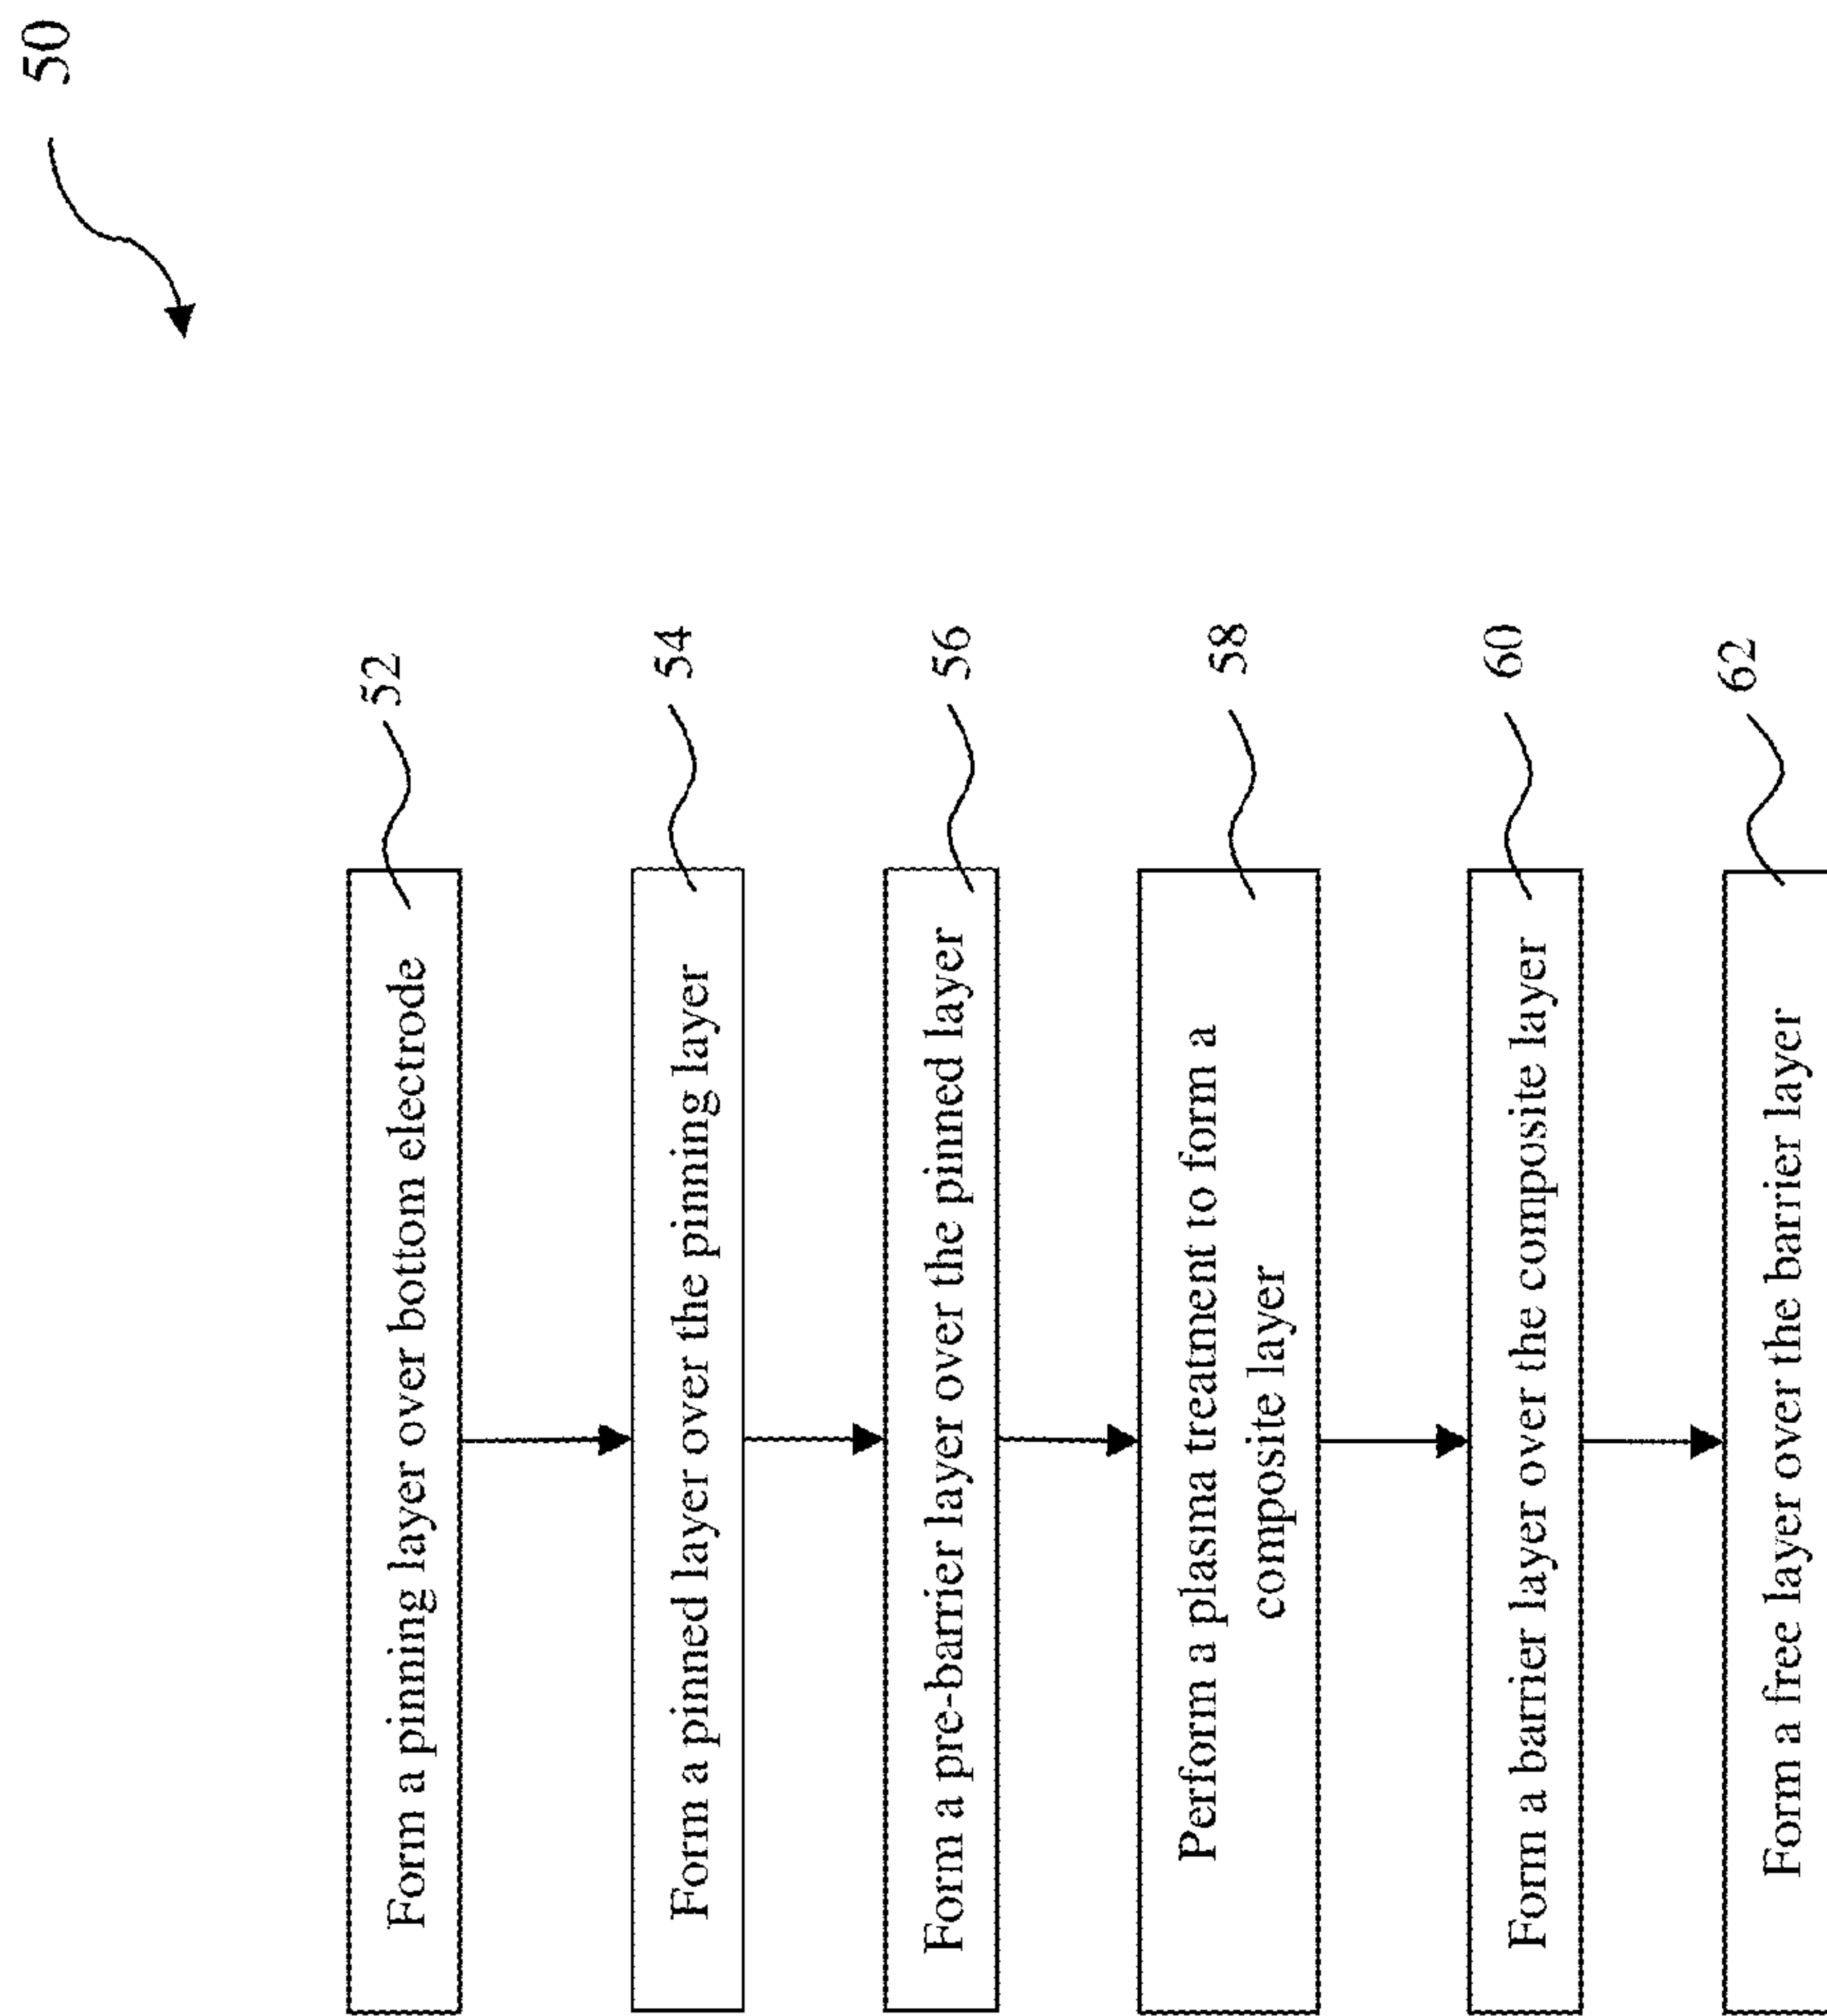 50
Form a pinning layer over bottom electrode
52
Form a pinned layer over the pinning layer
54
Form a pre-barrier layer over the pinned layer
56
Perform a plasma treatment to form a
composite layer
58
Form a barrier layer over the composite layer
60
Form a free layer over the barrier layer
62